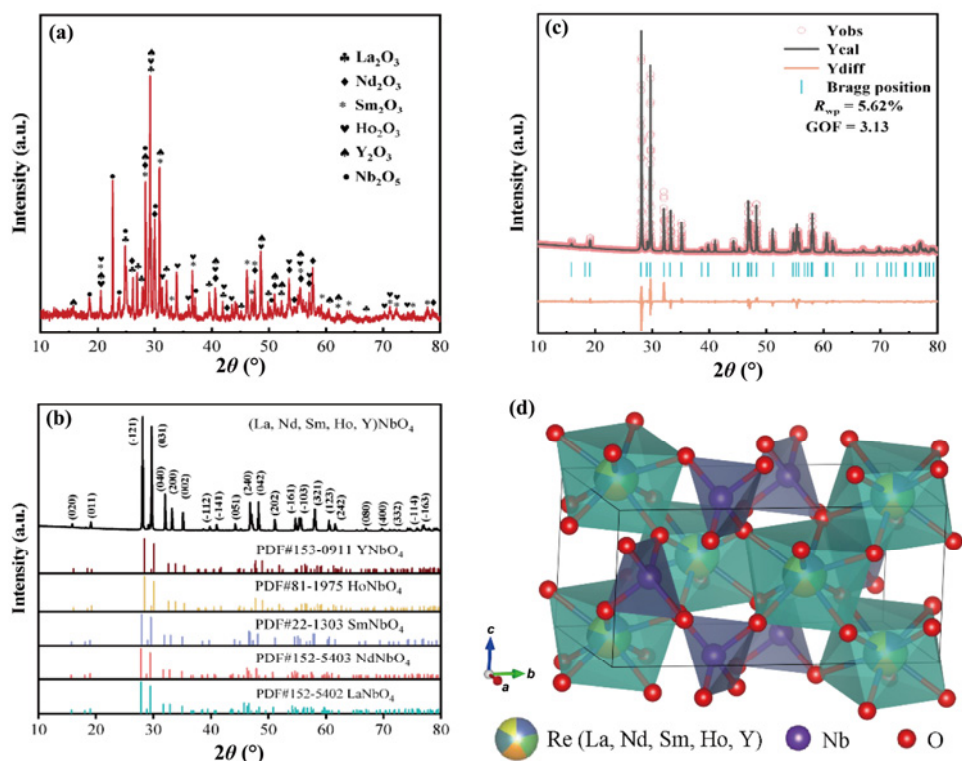 (a)
La₂O₃
Nd₂O₃
Sm₂O₃
Ho₂O₃
Y₂O₃
Nb₂O₅
Intensity (a.u.)
10 20 30 40 50 60 70 80
2θ (°)
(b)
(La, Nd, Sm, Ho, Y)NbO₄
(020) (011) (-121) (031) (040) (200) (002) (-112) (-141) (051) (240) (042) (202) (-161) (-103) (321) (123) (242) (080) (400) (332) (-114) (-163)
PDF#153-0911 YNbO₄
PDF#81-1975 HoNbO₄
PDF#22-1303 SmNbO₄
PDF#152-5403 NdNbO₄
PDF#152-5402 LaNbO₄
Intensity (a.u.)
10 20 30 40 50 60 70 80
2θ (°)
(c)
Yobs
Ycal
Ydiff
Bragg position
Rwp = 5.62%
GOF = 3.13
Intensity (a.u.)
10 20 30 40 50 60 70 80
2θ (°)
(d)
c
b
a
Re (La, Nd, Sm, Ho, Y) Nb O